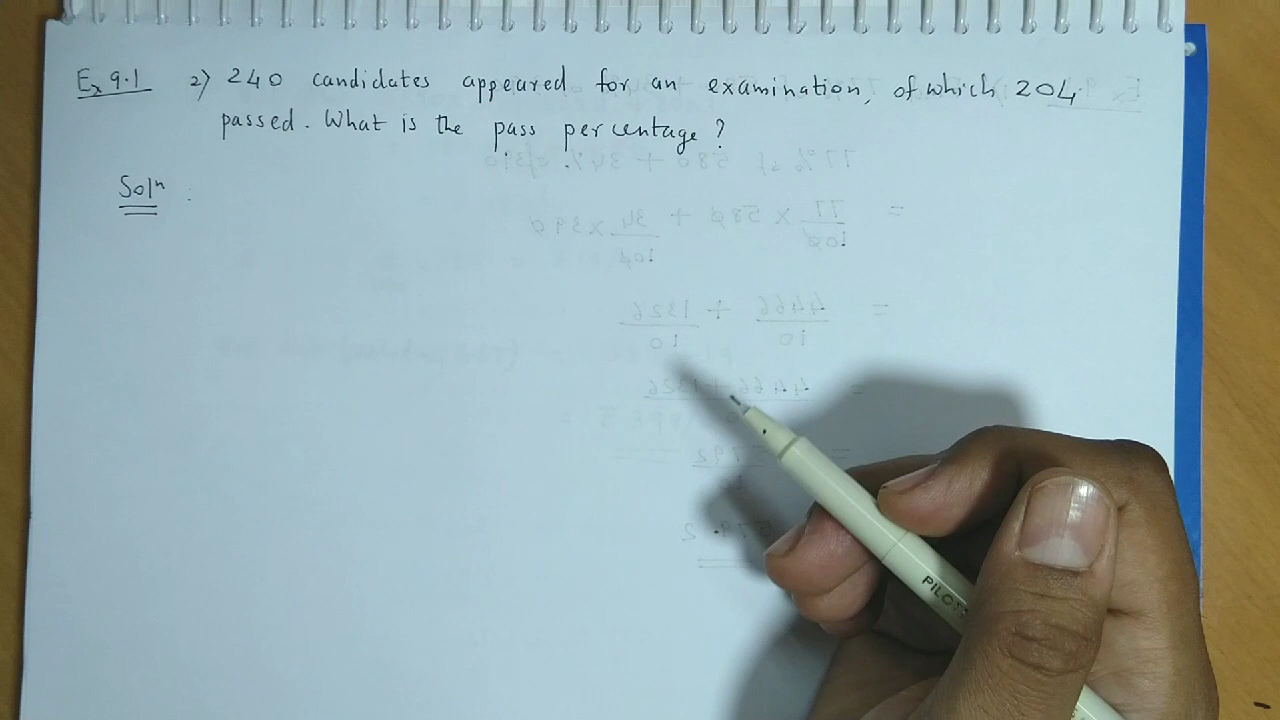 Ex 9.1 2) 240 candidates appeared for an examination, of which 204
passed. What is the pass percentage?
Solⁿ :
PILOT